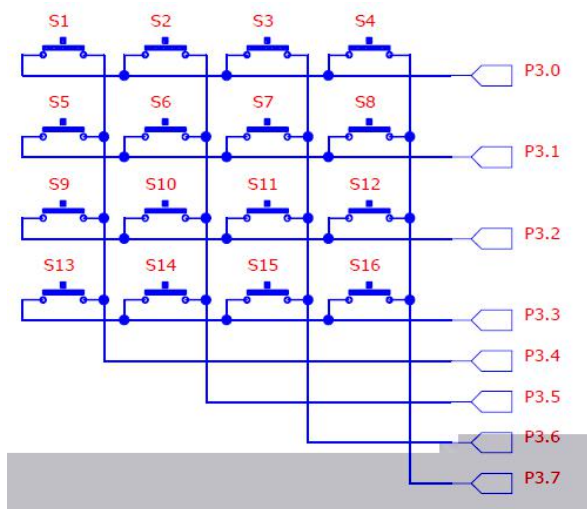 S1 S2 S3 S4
P3.0
S5 S6 S7 S8
P3.1
S9 S10 S11 S12
P3.2
S13 S14 S15 S16
P3.3
P3.4
P3.5
P3.6
P3.7